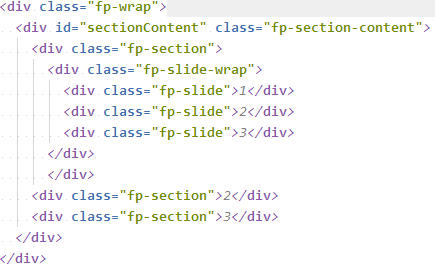 <div class="fp-wrap">
<div id="sectionContent" class="fp-section-content">
<div class="fp-section">
<div class="fp-slide-wrap">
<div class="fp-slide">1</div>
<div class="fp-slide">2</div>
<div class="fp-slide">3</div>
</div>
</div>
<div class="fp-section">2</div>
<div class="fp-section">3</div>
</div>
</div>